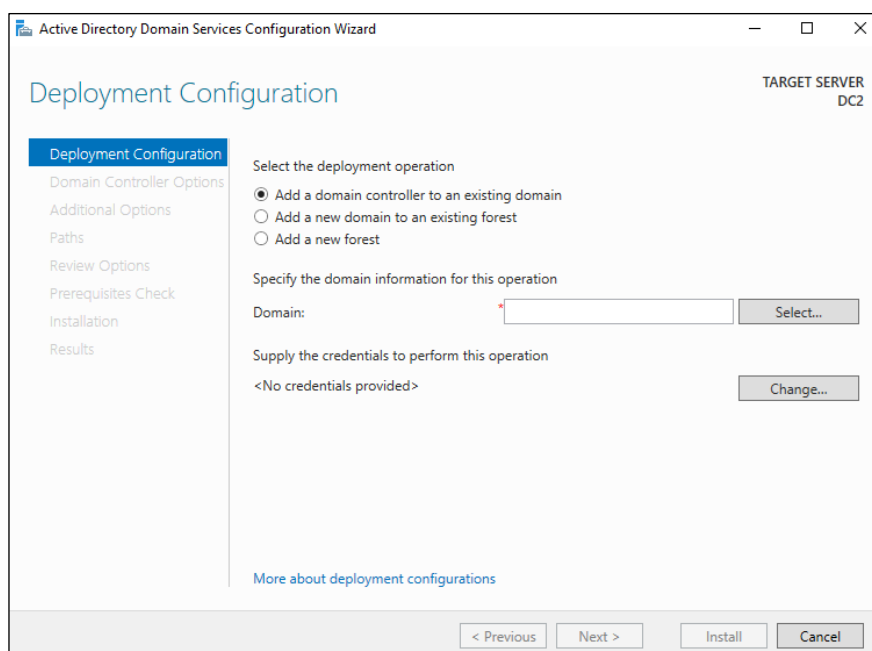 Active Directory Domain Services Configuration Wizard
Deployment Configuration
TARGET SERVER
DC2
Deployment Configuration
Domain Controller Options
Additional Options
Paths
Review Options
Prerequisites Check
Installation
Results
Select the deployment operation
Add a domain controller to an existing domain
Add a new domain to an existing forest
Add a new forest
Specify the domain information for this operation
Domain: * Select...
Supply the credentials to perform this operation
<No credentials provided> Change...
More about deployment configurations
< Previous Next > Install Cancel